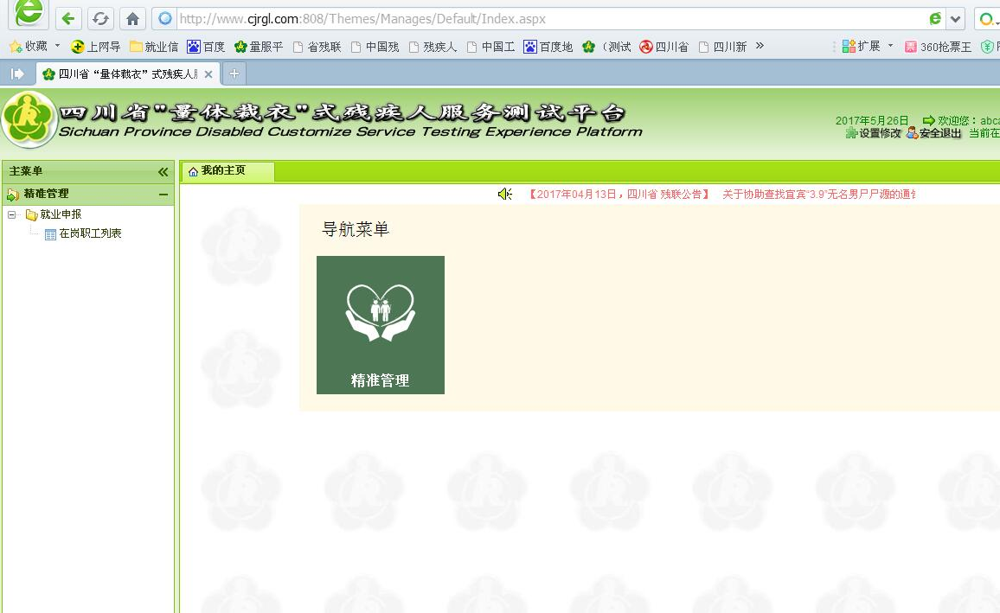 http://www.cjrgl.com:808/Themes/Manages/Default/Index.aspx
收藏 上网导 就业信 百度 量服平 省残联 中国残 残疾人 中国工 百度地 （测试 四川省 四川新 » 扩展 360抢票王
四川省“量体裁衣”式残疾人
四川省"量体裁衣"式残疾人服务测试平台
Sichuan Province Disabled Customize Service Testing Experience Platform
2017年5月26日 欢迎您：abca
设置修改 安全退出 当前在
主菜单
我的主页
精准管理
【2017年04月13日，四川省 残联公告】 关于协助查找宜宾“3.9”无名男尸尸源的通告
就业申报
在岗职工列表
导航菜单
精准管理